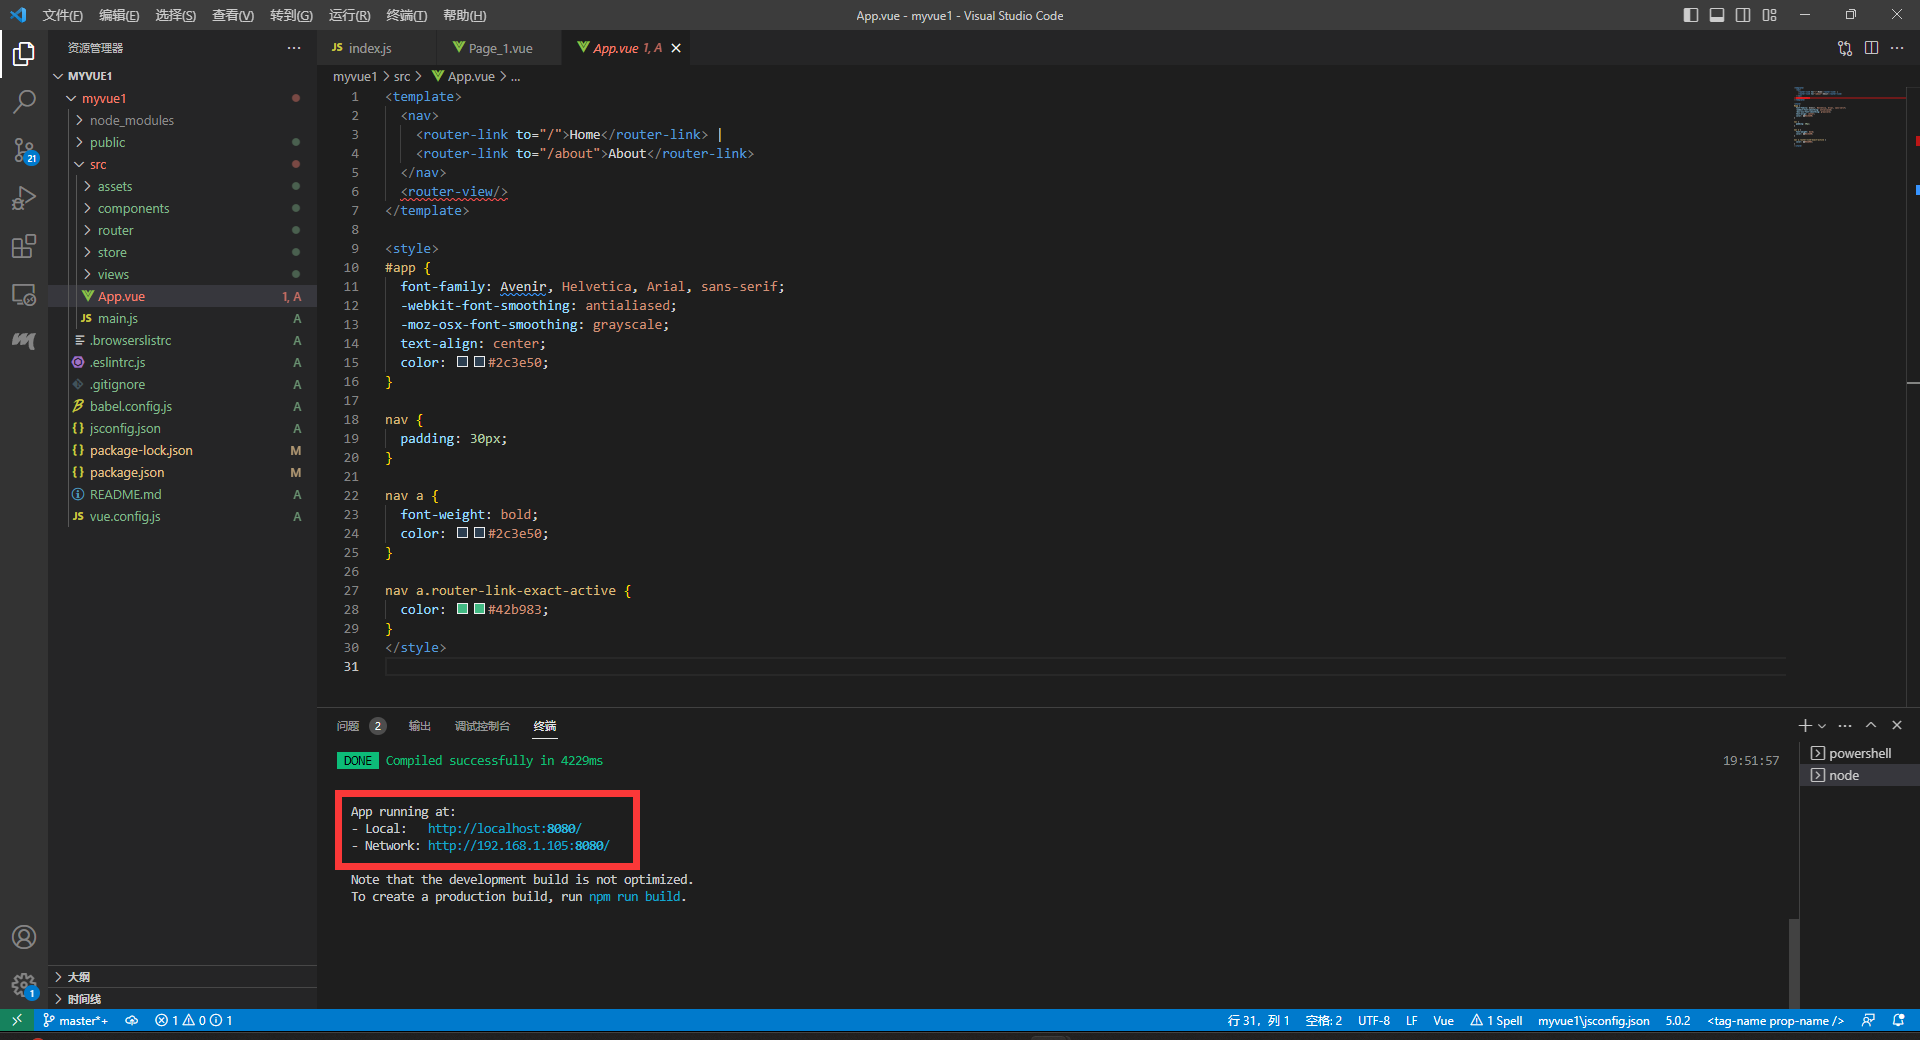 文件(F) 编辑(E) 选择(S) 查看(V) 转到(G) 运行(R) 终端(T) 帮助(H)
App.vue - myvue1 - Visual Studio Code
资源管理器
MYVUE1
myvue1
node_modules
public
src
assets
components
router
store
views
App.vue 1, A
JS main.js A
.browserslistrc A
.eslintrc.js A
.gitignore A
babel.config.js A
{} jsconfig.json A
{} package-lock.json M
{} package.json M
README.md A
JS vue.config.js A
大纲
时间线
21
1
JS index.js Page_1.vue App.vue 1, A
myvue1 > src > App.vue > ...
1 <template>
2 <nav>
3 <router-link to="/">Home</router-link> |
4 <router-link to="/about">About</router-link>
5 </nav>
6 <router-view/>
7 </template>
8
9 <style>
10 #app {
11 font-family: Avenir, Helvetica, Arial, sans-serif;
12 -webkit-font-smoothing: antialiased;
13 -moz-osx-font-smoothing: grayscale;
14 text-align: center;
15 color: #2c3e50;
16 }
17
18 nav {
19 padding: 30px;
20 }
21
22 nav a {
23 font-weight: bold;
24 color: #2c3e50;
25 }
26
27 nav a.router-link-exact-active {
28 color: #42b983;
29 }
30 </style>
31
问题 2 输出 调试控制台 终端
DONE Compiled successfully in 4229ms 19:51:57
App running at:
- Local: http://localhost:8080/
- Network: http://192.168.1.105:8080/
Note that the development build is not optimized.
To create a production build, run npm run build.
powershell
node
master*+ 1 0 1
行 31，列 1 空格: 2 UTF-8 LF Vue 1 Spell myvue1\jsconfig.json 5.0.2 <tag-name prop-name />